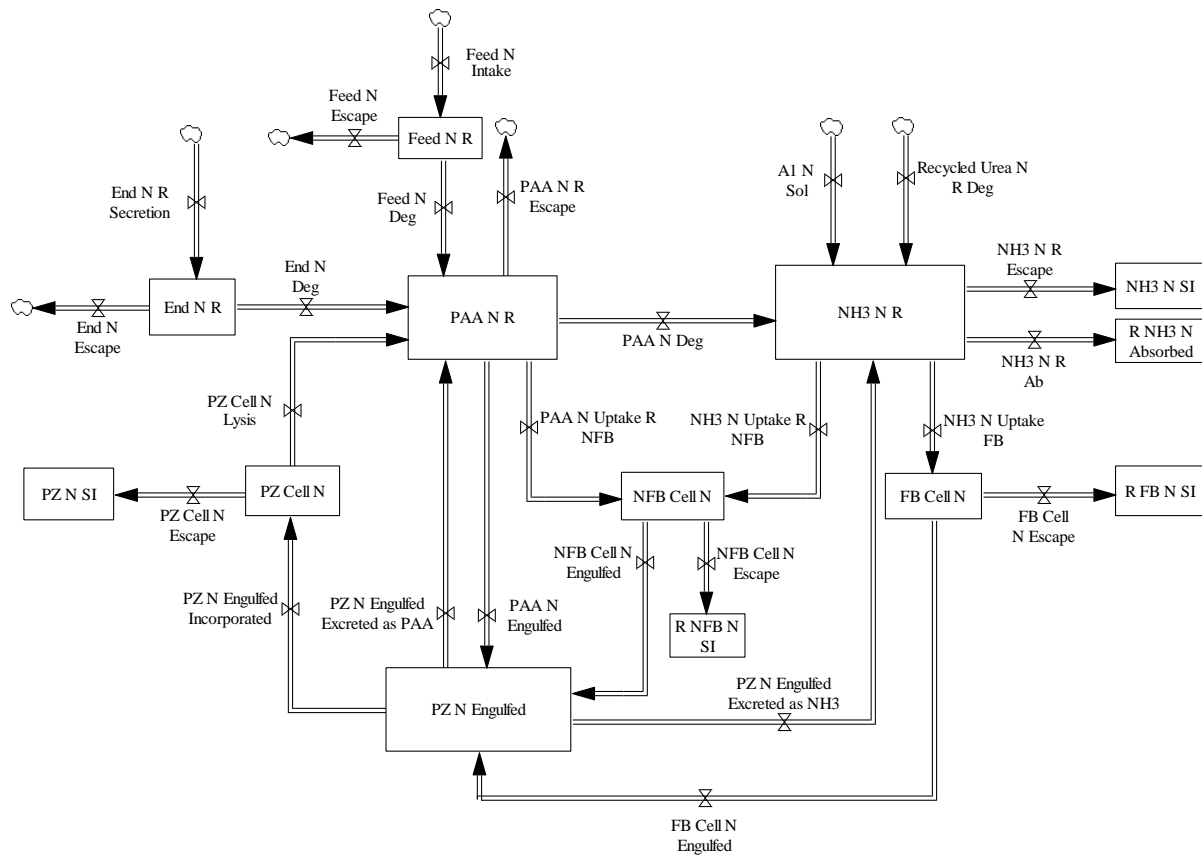 Feed N
Intake
Feed N
Escape
Feed N R
A1 N
Sol
Recycled Urea N
R Deg
End N R
Secretion
Feed N
Deg
PAA N R
Escape
NH3 N R
Escape
End N
Deg
NH3 N SI
End N R
PAA N R
NH3 N R
End N
Escape
PAA N Deg
R NH3 N
Absorbed
NH3 N R
Ab
PZ Cell N
Lysis
PAA N Uptake R
NFB
NH3 N Uptake R
NFB
NH3 N Uptake
FB
PZ N SI
PZ Cell N
NFB Cell N
FB Cell N
R FB N SI
PZ Cell N
Escape
FB Cell
N Escape
NFB Cell N
Engulfed
NFB Cell N
Escape
PZ N Engulfed
Incorporated
PZ N Engulfed
Excreted as PAA
PAA N
Engulfed
R NFB N
SI
PZ N Engulfed
PZ N Engulfed
Excreted as NH3
FB Cell N
Engulfed